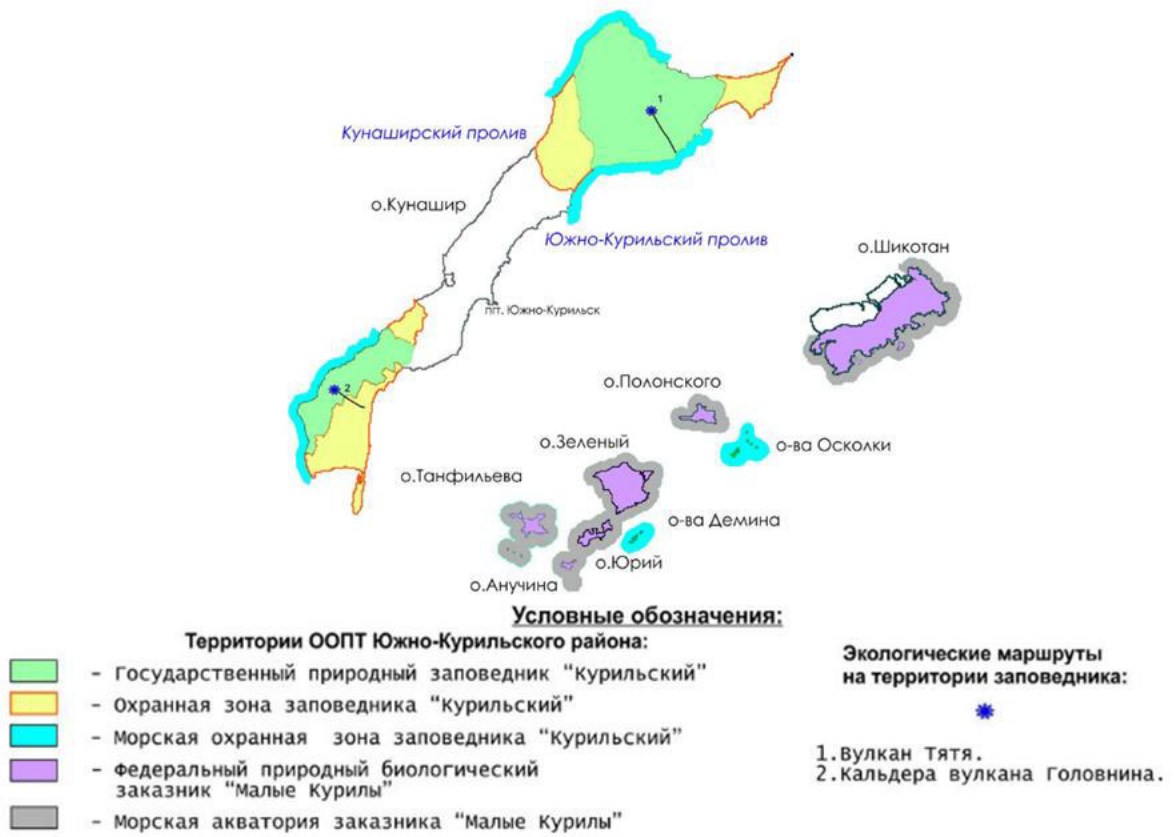 1
Кунаширский пролив
о.Кунашир
Южно-Курильский пролив
о.Шикотан
пгт. Южно-Курильск
о.Полонского
2
о.Зеленый
о-ва Осколки
о.Танфильева
о-ва Демина
о.Юрий
о.Анучина
Условные обозначения:
Территории ООПТ Южно-Курильского района:
– Государственный природный заповедник “Курильский”
– Охранная зона заповедника “Курильский”
– Морская охранная зона заповедника “Курильский”
– Федеральный природный биологический
заказник “Малые Курилы”
– Морская акватория заказника “Малые Курилы”
Экологические маршруты
на территории заповедника:
1.Вулкан Тятя.
2.Кальдера вулкана Головнина.